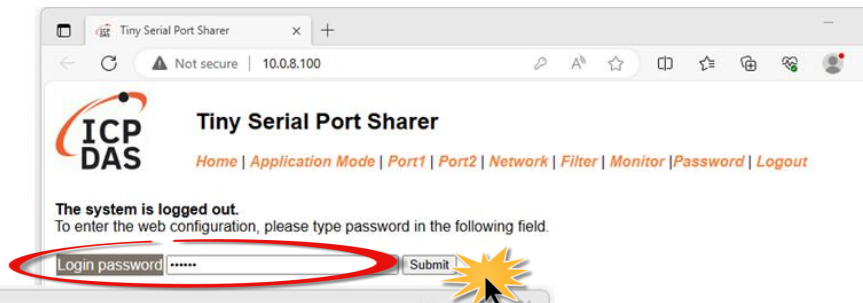 Tiny Serial Port Sharer
Not secure | 10.0.8.100
ICP
DAS
Tiny Serial Port Sharer
Home | Application Mode | Port1 | Port2 | Network | Filter | Monitor |Password | Logout
The system is logged out.
To enter the web configuration, please type password in the following field.
Login password •••••• Submit